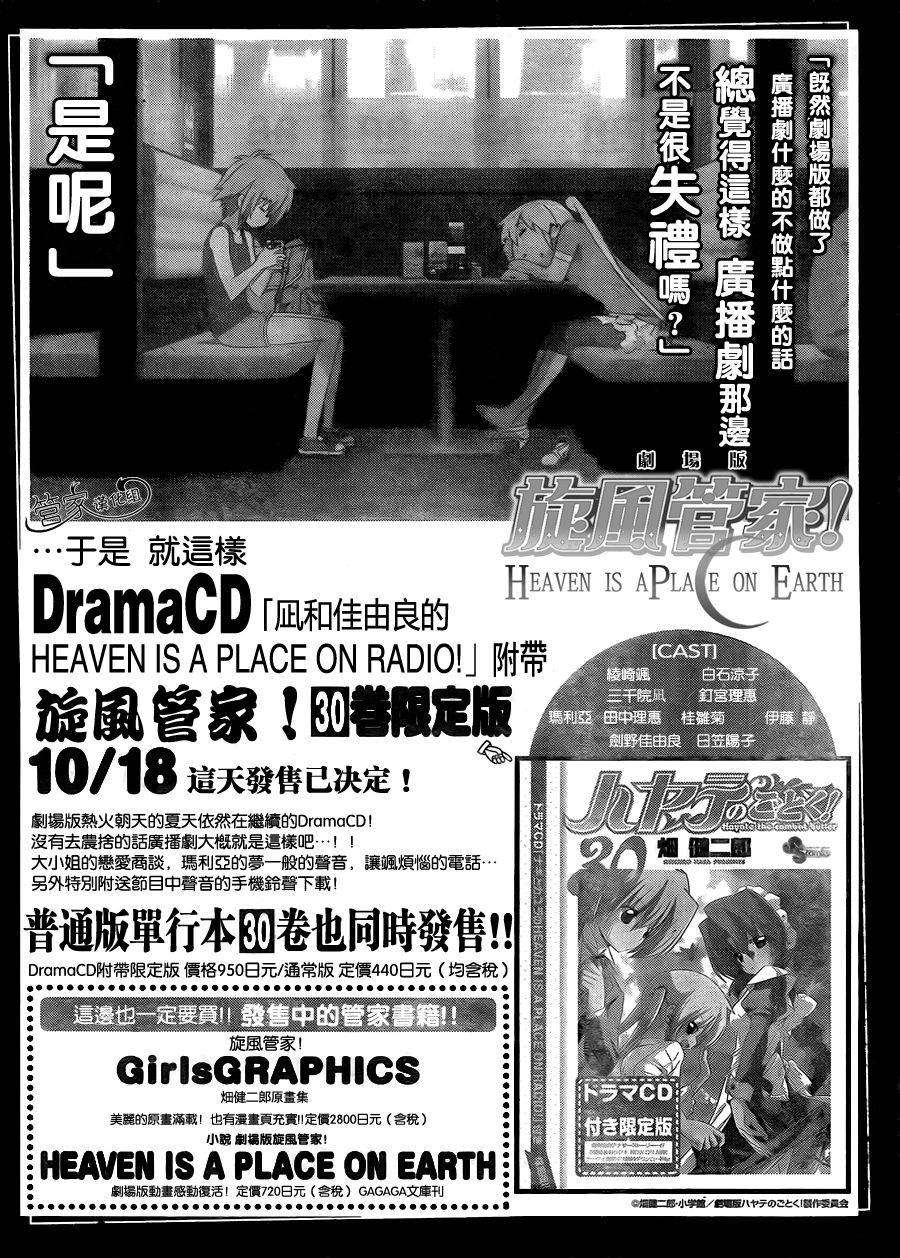 「既然劇場版都做了
廣播劇什麼的不做點什麼的話
總覺得這樣 廣播劇那邊
不是很失禮嗎?」
「是呢」
劇場版
旋風管家!
HEAVEN IS A PLACE ON EARTH
管家
漢化組
…于是 就這樣
DramaCD「凪和佳由良的
HEAVEN IS A PLACE ON RADIO!」附帶
旋風管家!30巻限定版
10/18 這天發售已決定!
劇場版熱火朝天的夏天依然在繼續的DramaCD!
沒有去農捨的話廣播劇大概就是這樣吧…!!
大小姐的戀愛商談,瑪利亞的夢一般的聲音,讓颯煩惱的電話…
另外特別附送節目中聲音的手機鈴聲下載!
普通版單行本30卷也同時發售!!
DramaCD附帶限定版 價格950日元/通常版 定價440日元(均含稅)
這邊也一定要買!! 發售中的管家書籍!!
旋風管家!
GirlsGRAPHICS
畑健二郎原畫集
美麗的原畫滿載!也有漫畫頁充實!!定價2800日元(含稅)
小說 劇場版旋風管家!
HEAVEN IS A PLACE ON EARTH
劇場版動畫感動復活!定價720日元(含稅) GAGAGA文庫刊
[CAST]
綾崎颯 白石涼子
三千院凪 釘宮理惠
瑪利亞 田中理惠 桂雛菊 伊藤 靜
劍野佳由良 日笠陽子
ハヤテのごとく!
Hayate the combat butler
畑 健二郎
30
ドラマCD
付き限定版
©畑健二郎・小学館/劇場版ハヤテのごとく!製作委員会